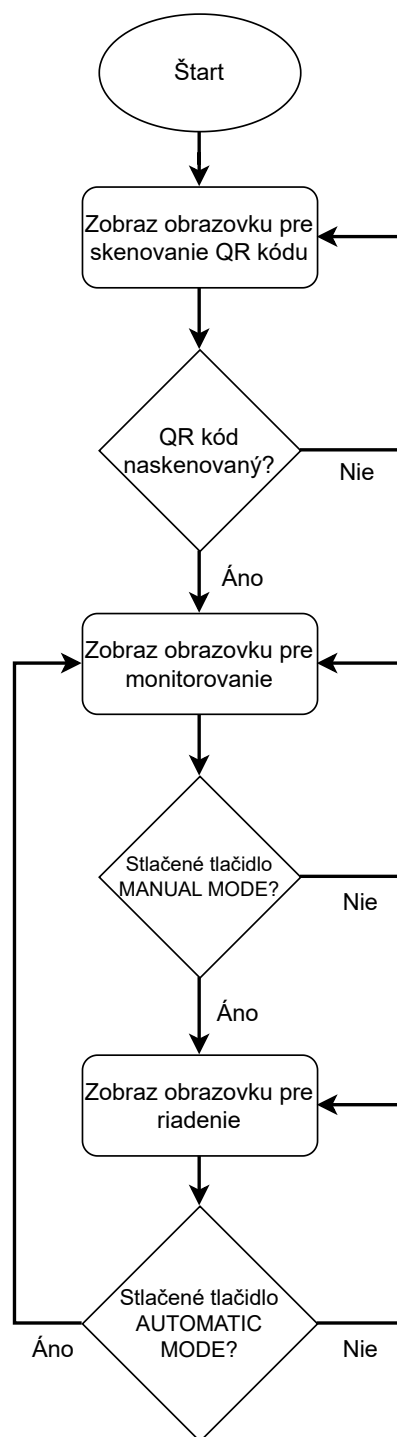 Štart
Zobraz obrazovku pre
skenovanie QR kódu
QR kód
naskenovaný?
Nie
Áno
Zobraz obrazovku pre
monitorovanie
Stlačené tlačidlo
MANUAL MODE?
Nie
Áno
Zobraz obrazovku pre
riadenie
Stlačené tlačidlo
AUTOMATIC
MODE?
Áno
Nie